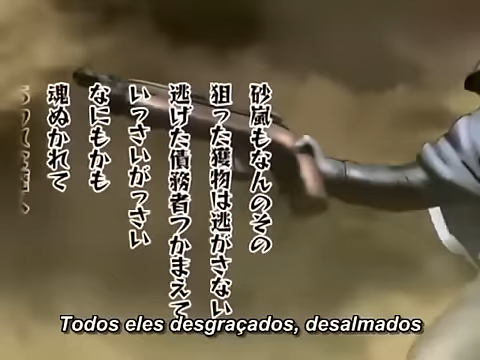 砂嵐もなんのその
狙った獲物は逃がさない
逃げた債務者つかまえて
いっさいがっさい
なにもかも
魂ぬかれて
Todos eles desgraçados, desalmados